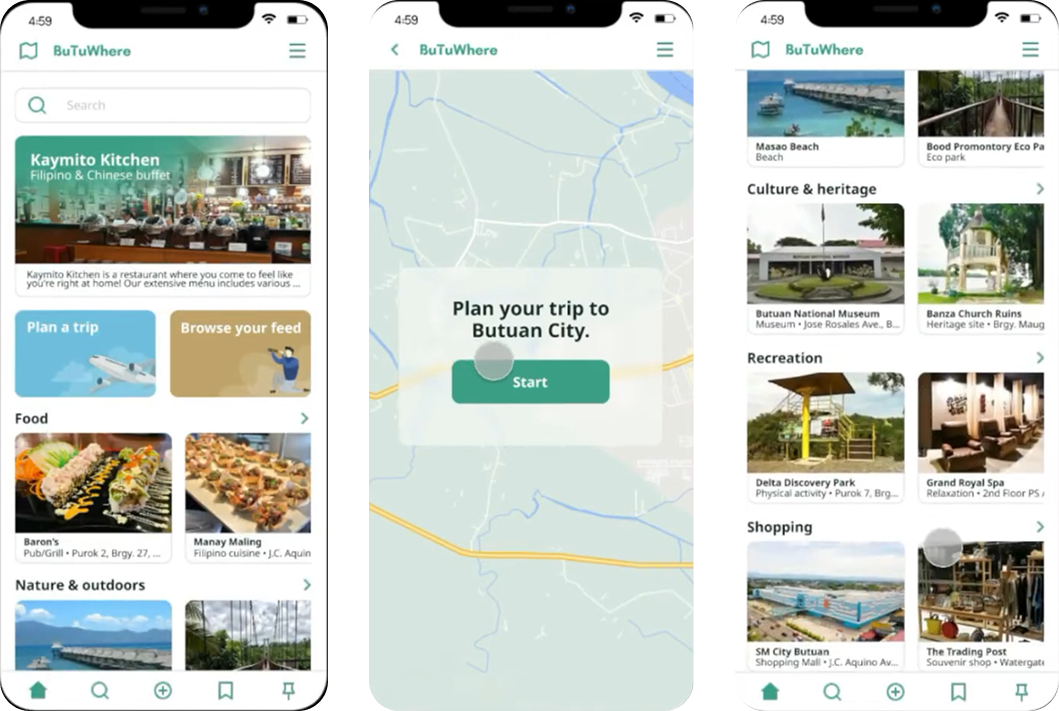 4:59
BuTuWhere
Search
Kaymito Kitchen
Filipino & Chinese buffet
Kaymito Kitchen is a restaurant where you come to feel like
you're right at home! Our extensive menu includes various ...
Plan a trip
Browse your feed
Food
Baron's
Pub/Grill • Purok 2, Brgy. 27, ...
Manay Maling
Filipino cuisine • J.C. Aquin
Nature & outdoors
4:59
BuTuWhere
Plan your trip to
Butuan City.
Start
4:59
BuTuWhere
Masao Beach
Beach
Bood Promontory Eco Pa
Eco park
Culture & heritage
BUTUAN NATIONAL MUSEUM
Butuan National Museum
Museum • Jose Rosales Ave., B...
Banza Church Ruins
Heritage site • Brgy. Maug
Recreation
Delta Discovery Park
Physical activity • Purok 7, Brg...
Grand Royal Spa
Relaxation • 2nd Floor PS
Shopping
SM City Butuan
Shopping Mall • J.C. Aquino Av...
The Trading Post
Souvenir shop • Watergate